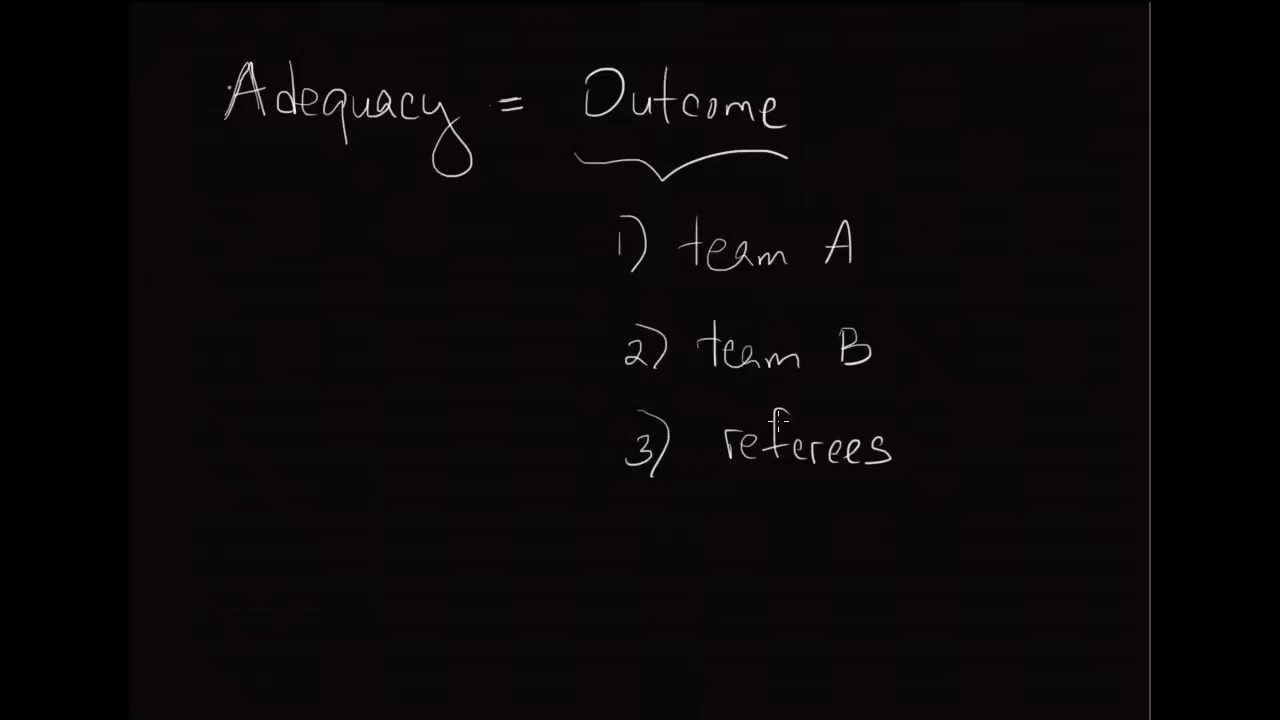 Adequacy = Outcome
1) team A
2) team B
3) referees